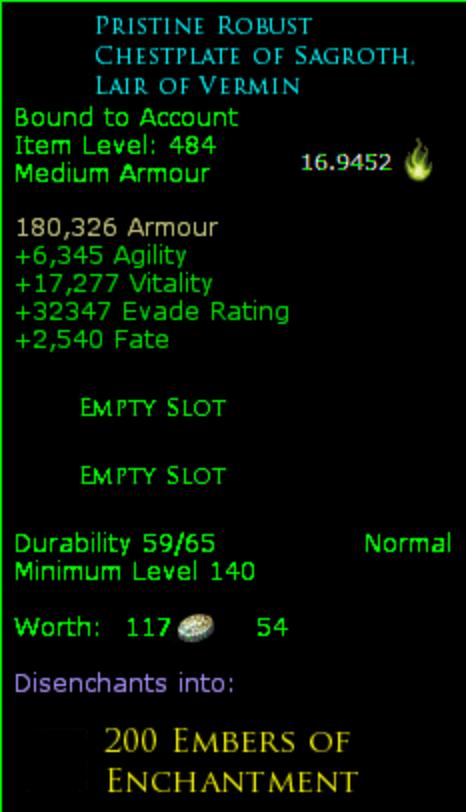 Pristine Robust
Chestplate of Sagroth,
Lair of Vermin
Bound to Account
Item Level: 484
16.9452
Medium Armour
180,326 Armour
+6,345 Agility
+17,277 Vitality
+32347 Evade Rating
+2,540 Fate
Empty Slot
Empty Slot
Durability 59/65 Normal
Minimum Level 140
Worth: 117 54
Disenchants into:
200 Embers of
Enchantment